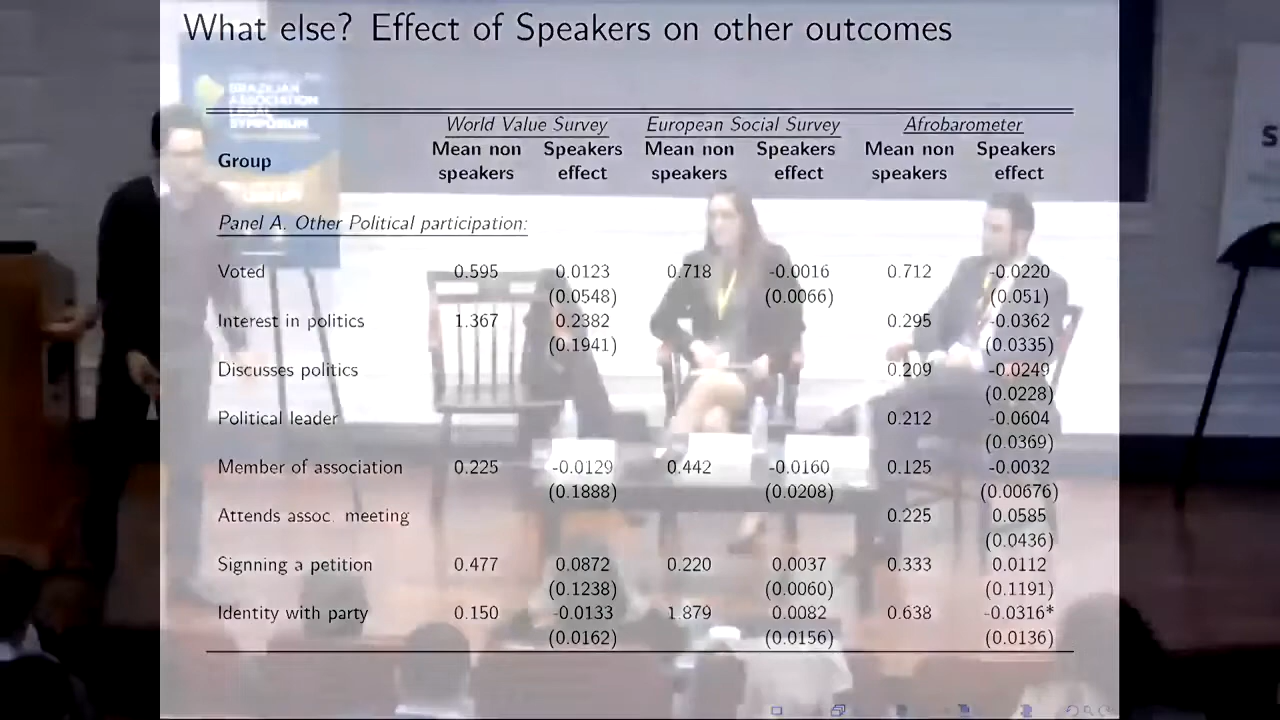 What else? Effect of Speakers on other outcomes
BRAZILIAN
ASSOCIATION
LEGAL
SYMPOSIUM
World Value Survey European Social Survey Afrobarometer
Group Mean non speakers Speakers effect Mean non speakers Speakers effect Mean non speakers Speakers effect
Panel A. Other Political participation:
Voted 0.595 0.0123 0.718 -0.0016 0.712 -0.0220
(0.0548) (0.0066) (0.051)
Interest in politics 1.367 0.2382 0.295 -0.0362
(0.1941) (0.0335)
Discusses politics 0.209 -0.0249
(0.0228)
Political leader 0.212 -0.0604
(0.0369)
Member of association 0.225 -0.0129 0.442 -0.0160 0.125 -0.0032
(0.1888) (0.0208) (0.00676)
Attends assoc. meeting 0.225 0.0585
(0.0436)
Signning a petition 0.477 0.0872 0.220 0.0037 0.333 0.0112
(0.1238) (0.0060) (0.1191)
Identity with party 0.150 -0.0133 1.879 0.0082 0.638 -0.0316*
(0.0162) (0.0156) (0.0136)